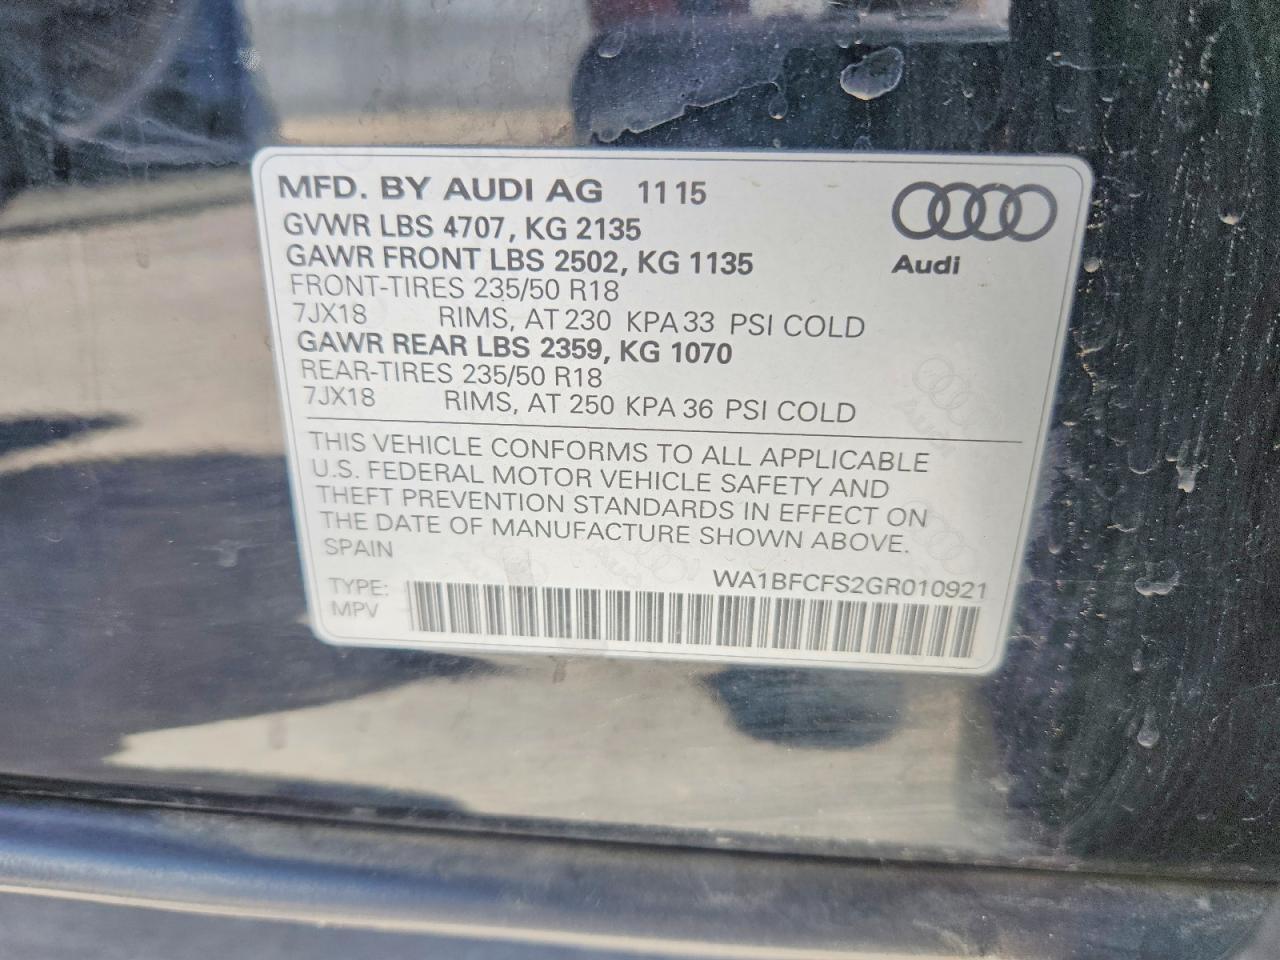 MFD. BY AUDI AG 11 15
GVWR LBS 4707, KG 2135
GAWR FRONT LBS 2502, KG 1135
FRONT-TIRES 235/50 R18
7JX18 RIMS, AT 230 KPA 33 PSI COLD
GAWR REAR LBS 2359, KG 1070
REAR-TIRES 235/50 R18
7JX18 RIMS, AT 250 KPA 36 PSI COLD
Audi
THIS VEHICLE CONFORMS TO ALL APPLICABLE
U.S. FEDERAL MOTOR VEHICLE SAFETY AND
THEFT PREVENTION STANDARDS IN EFFECT ON
THE DATE OF MANUFACTURE SHOWN ABOVE.
SPAIN
WA1BFCFS2GR010921
TYPE:
MPV